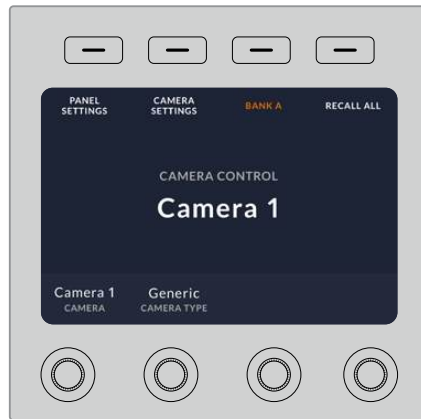 PANEL
SETTINGS
CAMERA
SETTINGS
BANK A
RECALL ALL
CAMERA CONTROL
Camera 1
Camera 1
CAMERA
Generic
CAMERA TYPE